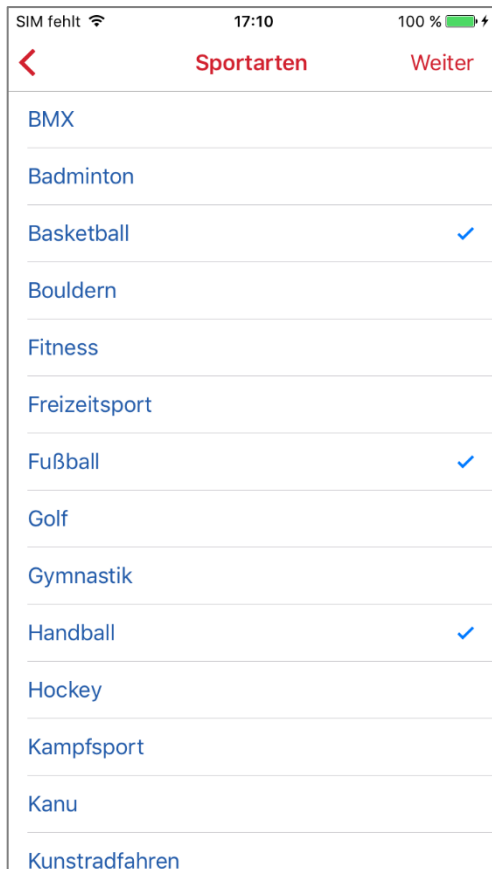 SIM fehlt 17:10 100 %
Sportarten Weiter
BMX
Badminton
Basketball
Bouldern
Fitness
Freizeitsport
Fußball
Golf
Gymnastik
Handball
Hockey
Kampfsport
Kanu
Kunstradfahren